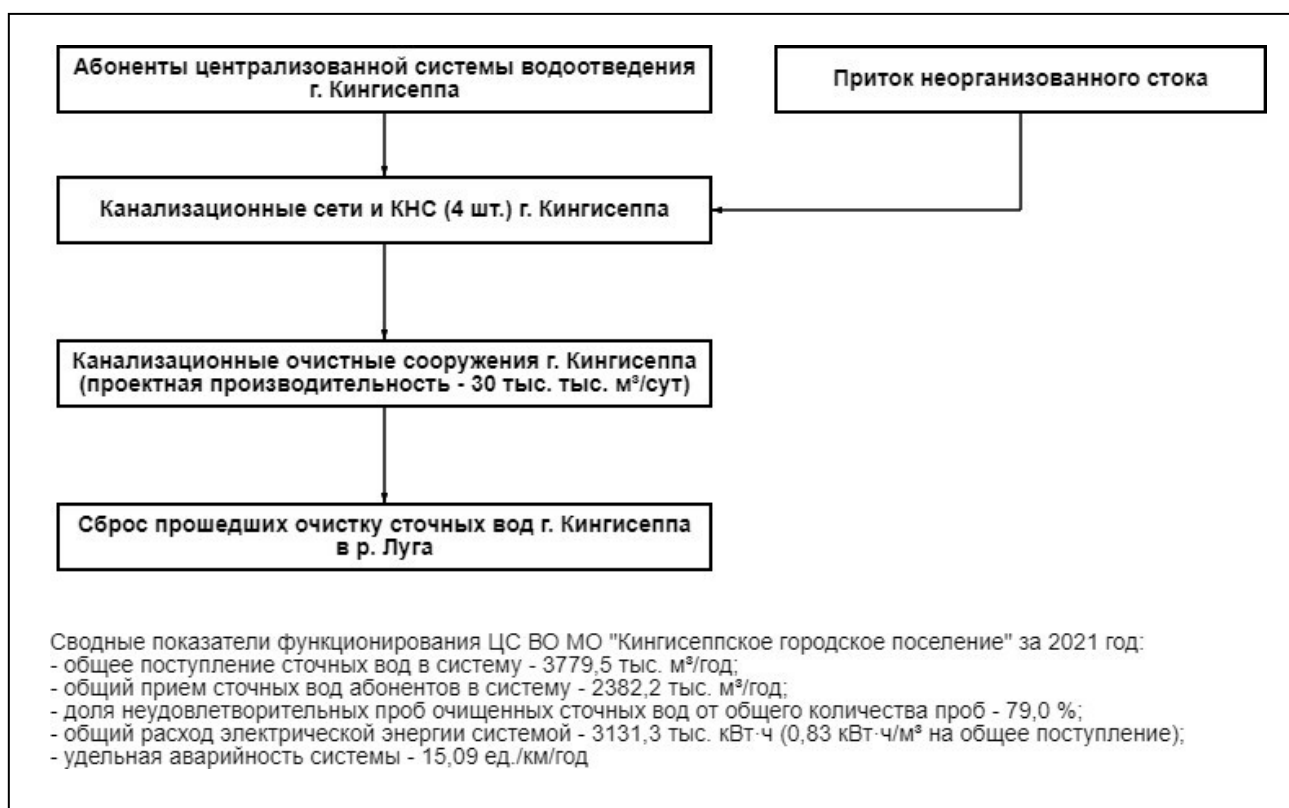 Абоненты централизованной системы водоотведения
г. Кингисеппа
Приток неорганизованного стока
Канализационные сети и КНС (4 шт.) г. Кингисеппа
Канализационные очистные сооружения г. Кингисеппа
(проектная производительность - 30 тыс. тыс. м³/сут)
Сброс прошедших очистку сточных вод г. Кингисеппа
в р. Луга
Сводные показатели функционирования ЦС ВО МО "Кингисеппское городское поселение" за 2021 год:
- общее поступление сточных вод в систему - 3779,5 тыс. м³/год;
- общий прием сточных вод абонентов в систему - 2382,2 тыс. м³/год;
- доля неудовлетворительных проб очищенных сточных вод от общего количества проб - 79,0 %;
- общий расход электрической энергии системой - 3131,3 тыс. кВт·ч (0,83 кВт·ч/м³ на общее поступление);
- удельная аварийность системы - 15,09 ед./км/год